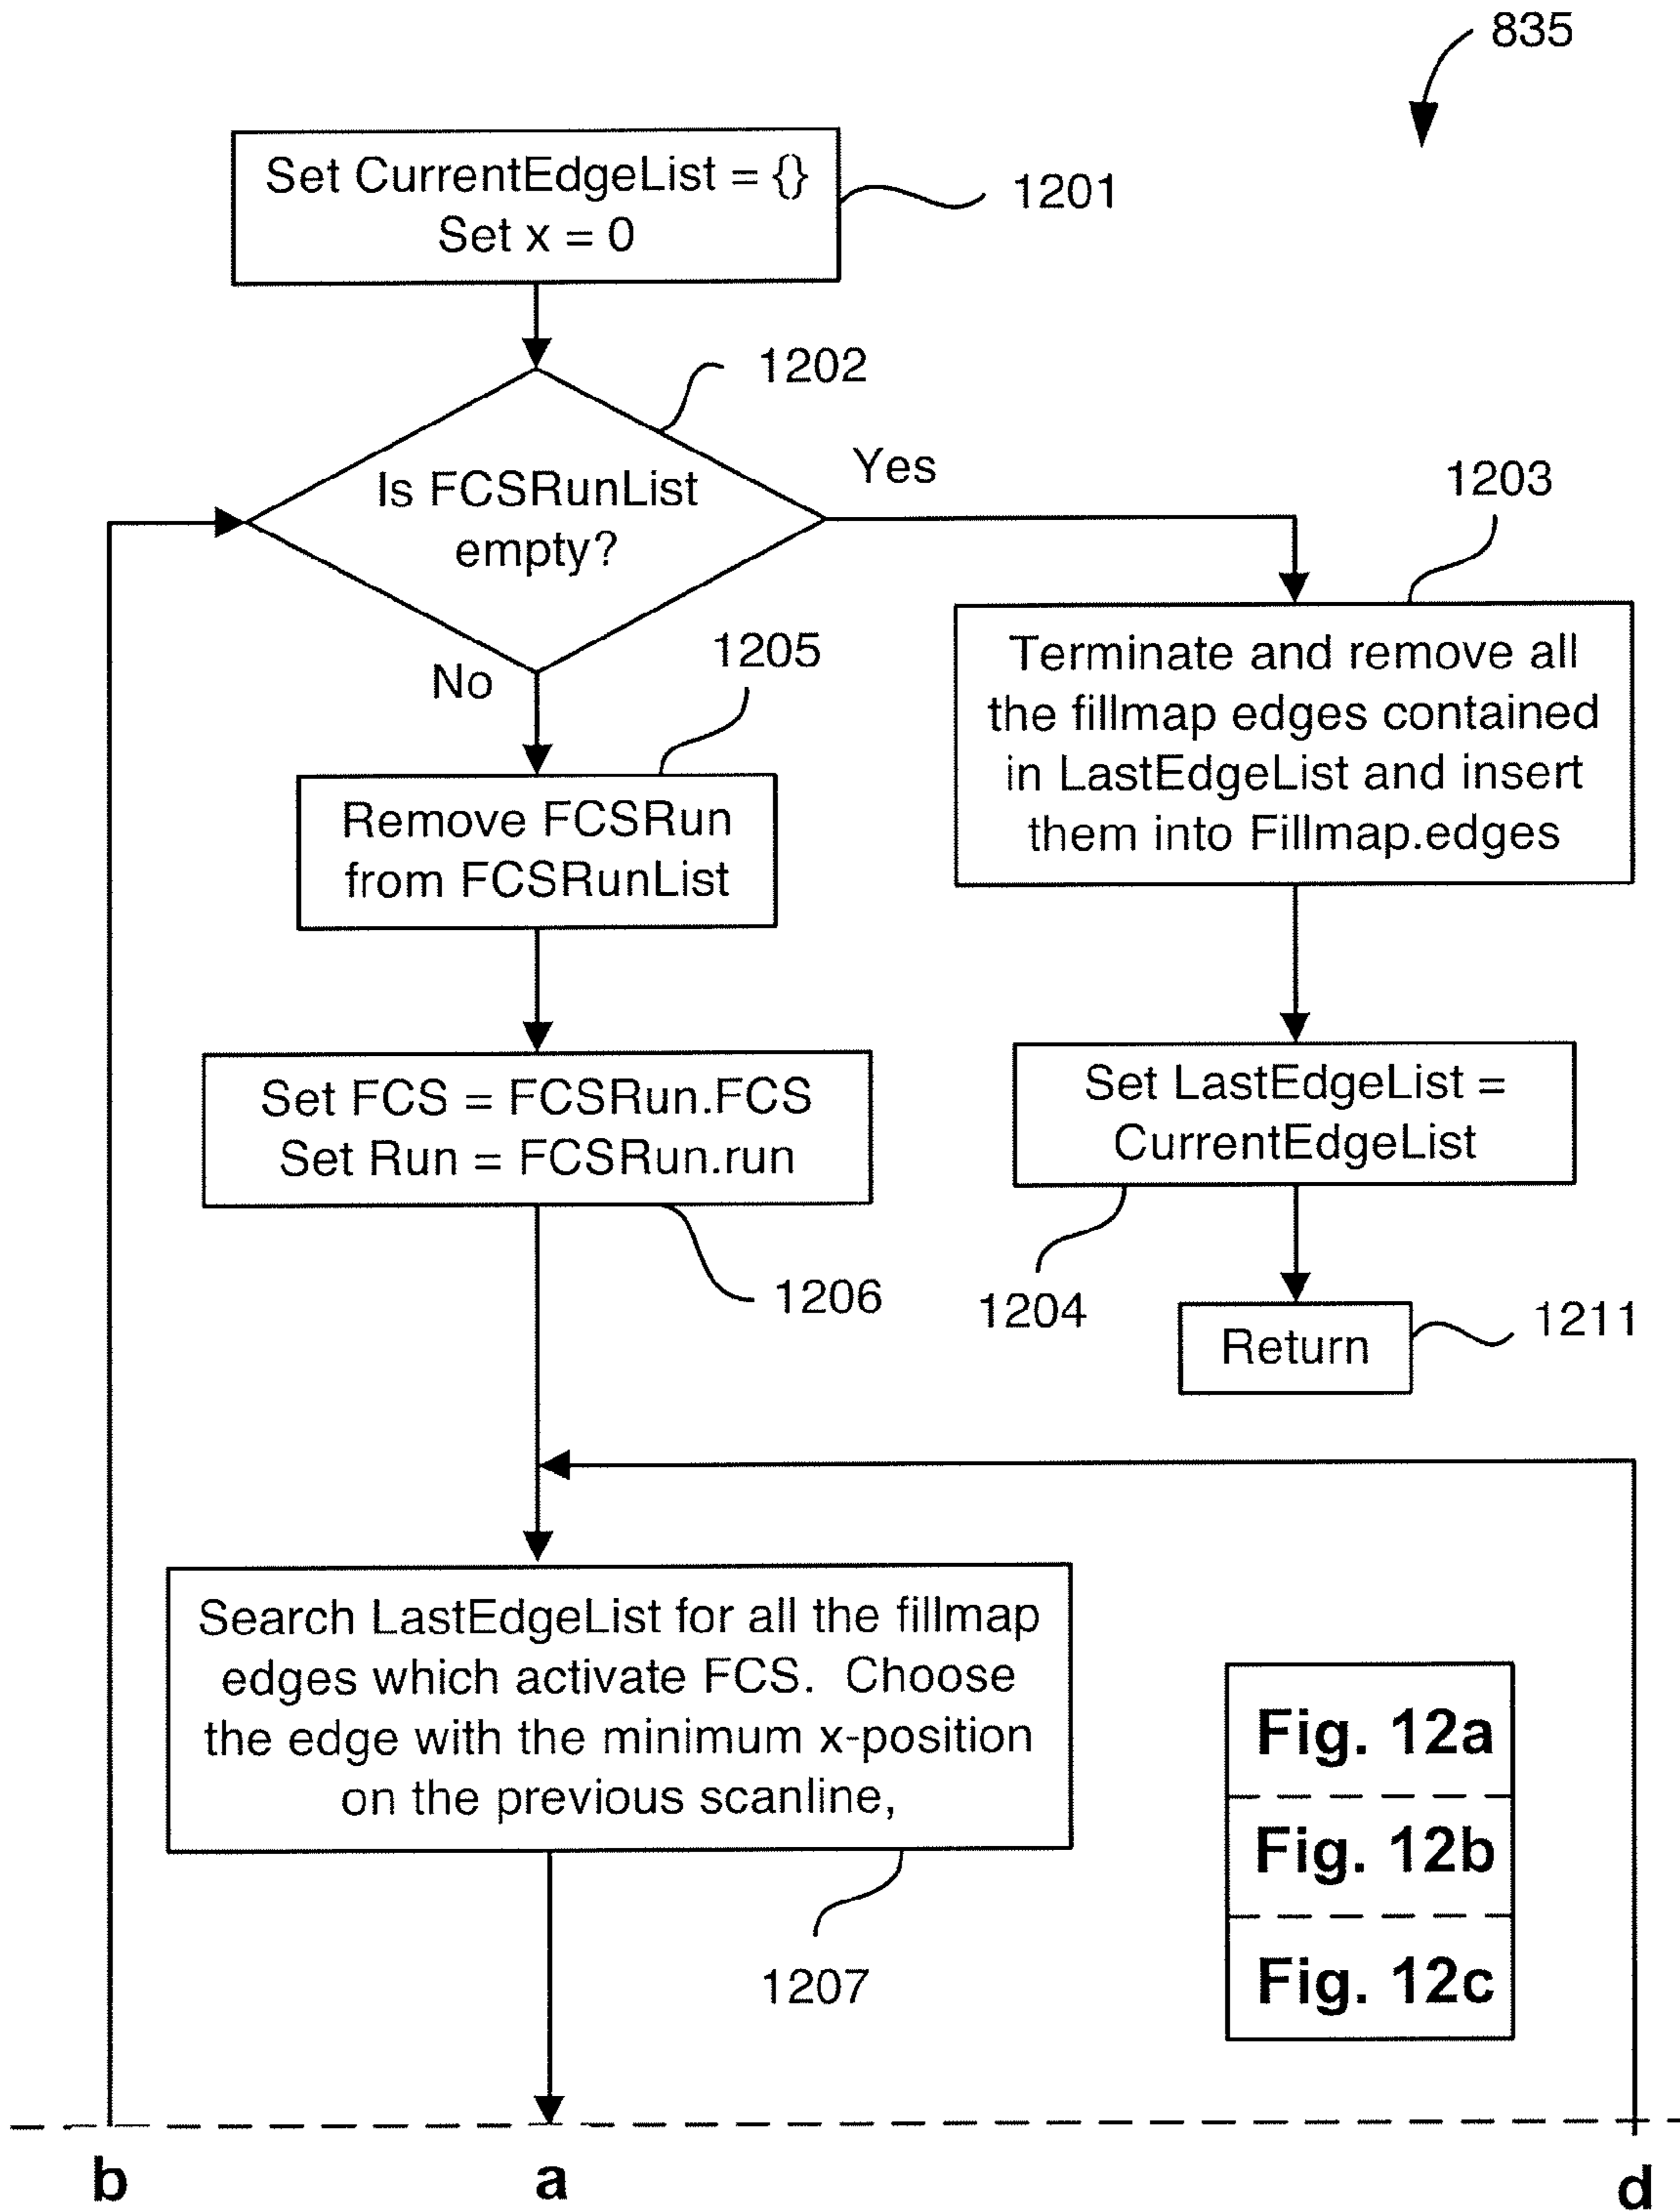 835
Set CurrentEdgeList = {}
Set x = 0
1201
1202
Is FCSRunList
empty?
Yes
No
1203
Terminate and remove all
the fillmap edges contained
in LastEdgeList and insert
them into Fillmap.edges
1205
Remove FCSRun
from FCSRunList
Set FCS = FCSRun.FCS
Set Run = FCSRun.run
1206
Set LastEdgeList =
CurrentEdgeList
1204
Return
1211
Search LastEdgeList for all the fillmap
edges which activate FCS. Choose
the edge with the minimum x-position
on the previous scanline,
1207
Fig. 12a
Fig. 12b
Fig. 12c
b
a
d